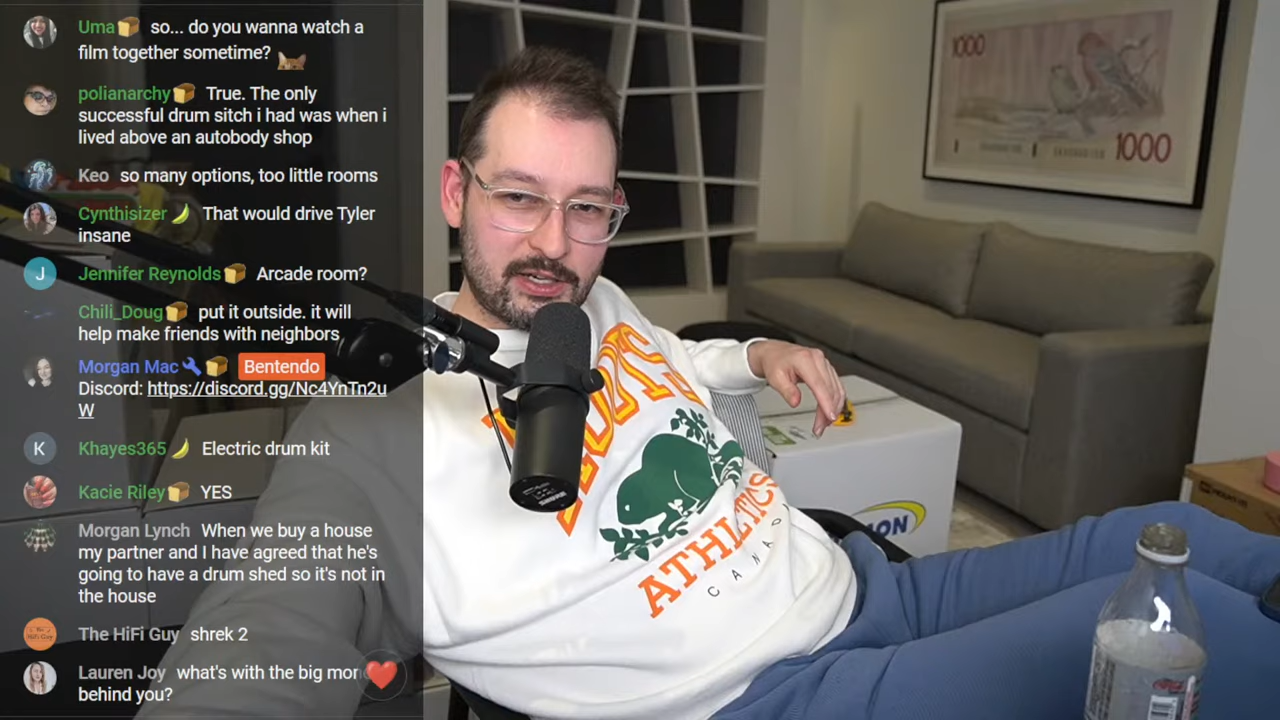 Uma so... do you wanna watch a
film together sometime?
polianarchy True. The only
successful drum sitch i had was when i
lived above an autobody shop
Keo so many options, too little rooms
Cynthisizer That would drive Tyler
insane
J Jennifer Reynolds Arcade room?
Chili_Doug put it outside. it will
help make friends with neighbors
Morgan Mac Bentendo
Discord: https://discord.gg/Nc4YnTn2u
W
K Khayes365 Electric drum kit
Kacie Riley YES
Morgan Lynch When we buy a house
my partner and I have agreed that he's
going to have a drum shed so it's not in
the house
The HiFi Guy shrek 2
Lauren Joy what's with the big
behind you?
1000
1000
ROOTS
ATHLETICS
CANADA